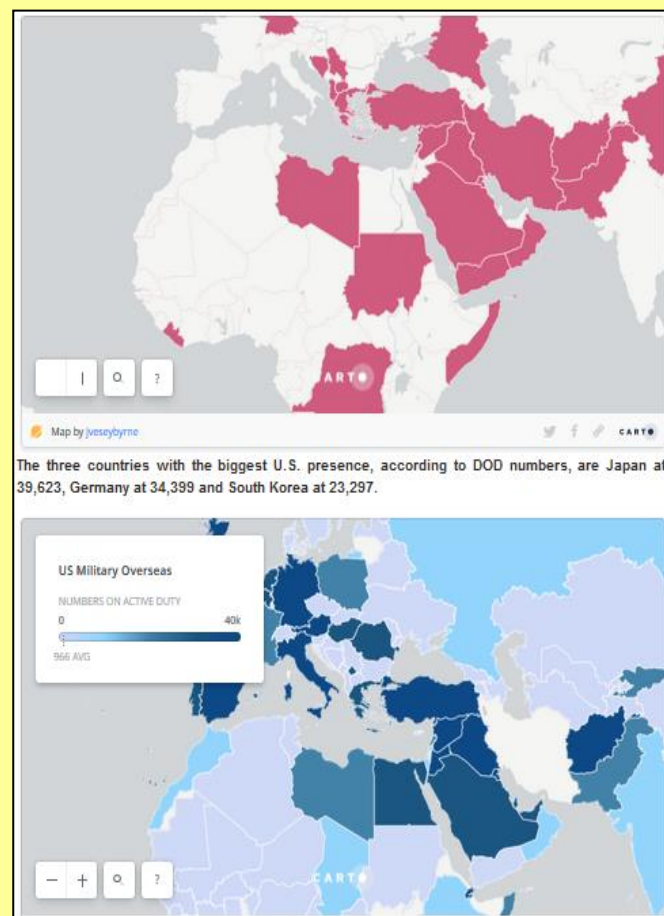 ART
?
Map by jveseybyrne
CARTO
The three countries with the biggest U.S. presence, according to DOD numbers, are Japan at
39,623, Germany at 34,399 and South Korea at 23,297.
US Military Overseas
NUMBERS ON ACTIVE DUTY
0 40k
966 AVG
− + ?
CARTO